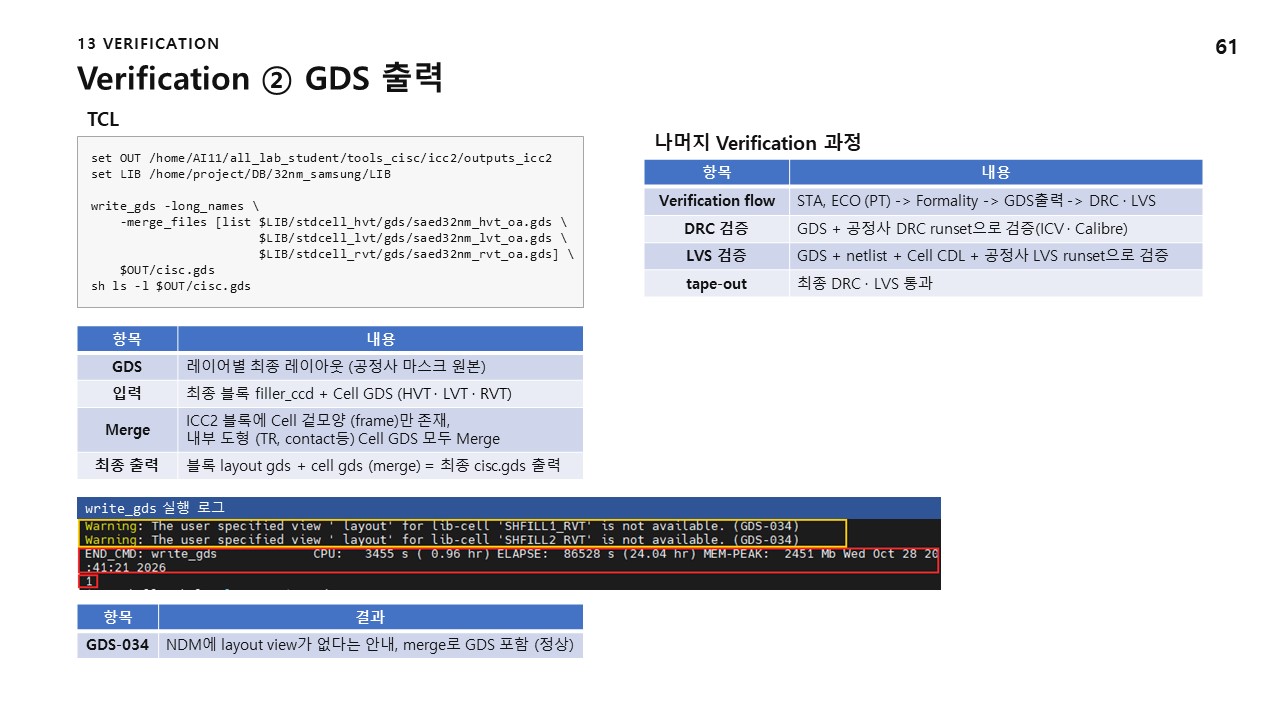 13 VERIFICATION
61
Verification ② GDS 출력
TCL
set OUT /home/AI11/all_lab_student/tools_cisc/icc2/outputs_icc2
set LIB /home/project/DB/32nm_samsung/LIB
write_gds -long_names \
-merge_files [list $LIB/stdcell_hvt/gds/saed32nm_hvt_oa.gds \
$LIB/stdcell_lvt/gds/saed32nm_lvt_oa.gds \
$LIB/stdcell_rvt/gds/saed32nm_rvt_oa.gds] \
$OUT/cisc.gds
sh ls -l $OUT/cisc.gds
항목 내용
GDS 레이어별 최종 레이아웃 (공정사 마스크 원본)
입력 최종 블록 filler_ccd + Cell GDS (HVT · LVT · RVT)
Merge ICC2 블록에 Cell 겉모양 (frame)만 존재,
내부 도형 (TR, contact등) Cell GDS 모두 Merge
최종 출력 블록 layout gds + cell gds (merge) = 최종 cisc.gds 출력
나머지 Verification 과정
항목 내용
Verification flow STA, ECO (PT) -> Formality -> GDS출력 -> DRC · LVS
DRC 검증 GDS + 공정사 DRC runset으로 검증(ICV · Calibre)
LVS 검증 GDS + netlist + Cell CDL + 공정사 LVS runset으로 검증
tape-out 최종 DRC · LVS 통과
write_gds 실행 로그
Warning: The user specified view ' layout' for lib-cell 'SHFILL1_RVT' is not available. (GDS-034)
Warning: The user specified view ' layout' for lib-cell 'SHFILL2_RVT' is not available. (GDS-034)
END_CMD: write_gds CPU: 3455 s ( 0.96 hr) ELAPSE: 86528 s (24.04 hr) MEM-PEAK: 2451 Mb Wed Oct 28 20
:41:21 2026
1
항목 결과
GDS-034 NDM에 layout view가 없다는 안내, merge로 GDS 포함 (정상)